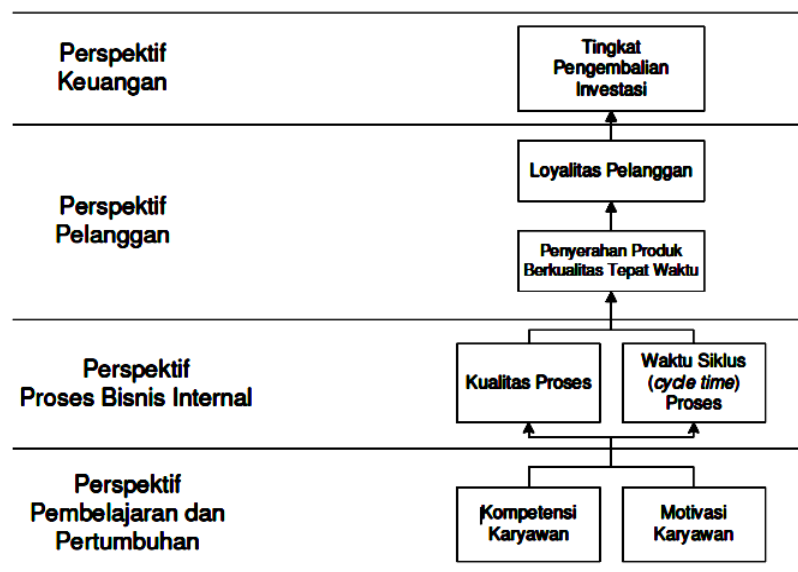 Perspektif
Keuangan
Tingkat
Pengembalian
Investasi
Perspektif
Pelanggan
Loyalitas Pelanggan
Penyerahan Produk
Berkualitas Tepat Waktu
Perspektif
Proses Bisnis Internal
Kualitas Proses
Waktu Siklus
(cycle time)
Proses
Perspektif
Pembelajaran dan
Pertumbuhan
Kompetensi
Karyawan
Motivasi
Karyawan